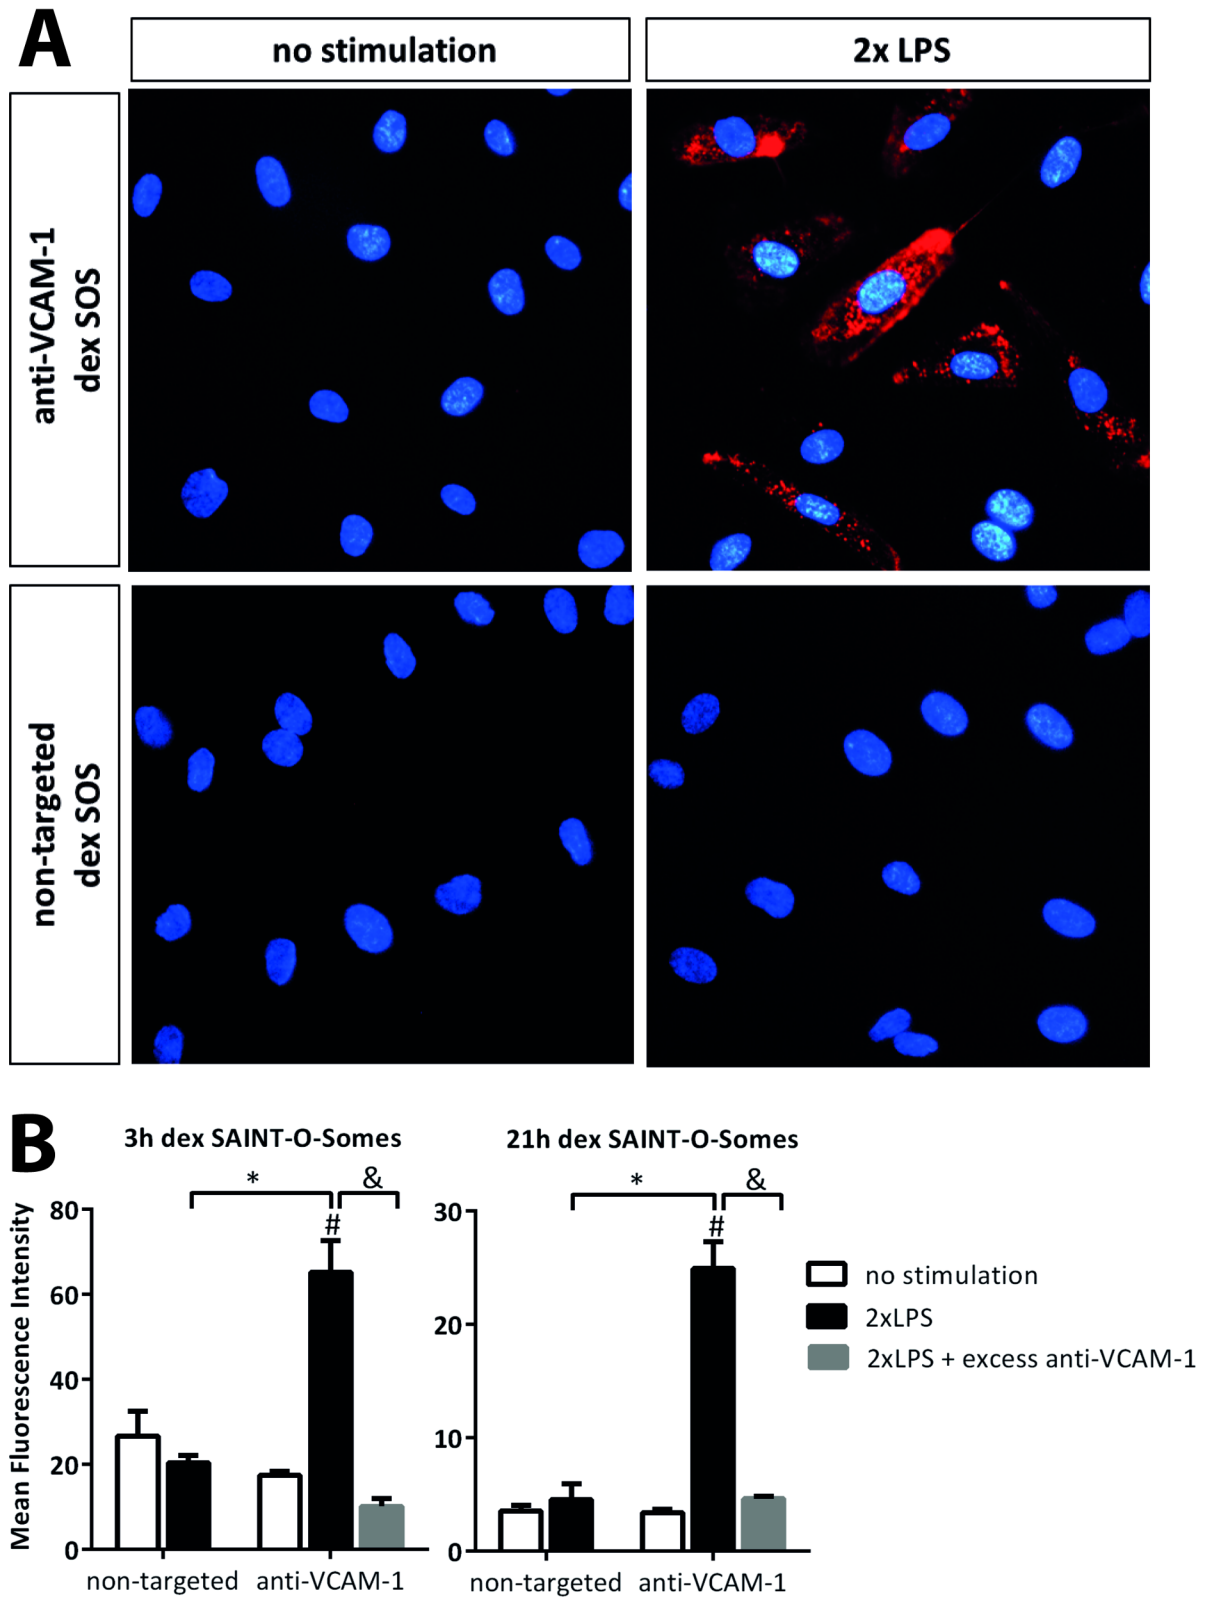 A
no stimulation
2x LPS
anti-VCAM-1
dex SOS
non-targeted
dex SOS
B
3h dex SAINT-O-Somes
21h dex SAINT-O-Somes
* &
* &
# #
Mean Fluorescence Intensity
80
60
40
20
0
30
20
10
0
non-targeted anti-VCAM-1
non-targeted anti-VCAM-1
no stimulation
2xLPS
2xLPS + excess anti-VCAM-1